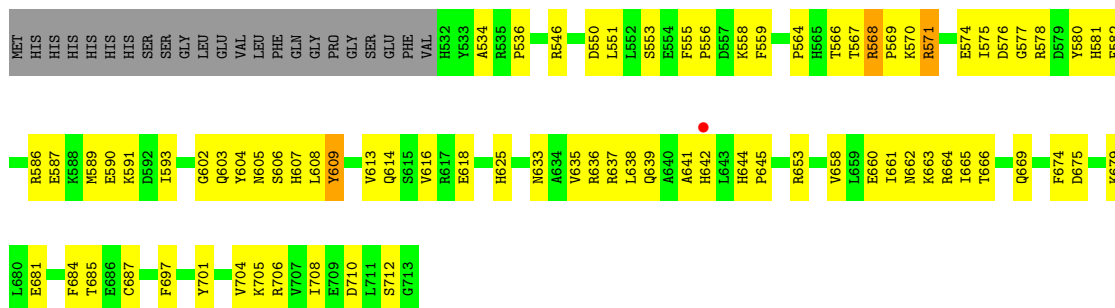 MET HIS HIS HIS HIS HIS HIS SER SER GLY LEU GLU VAL LEU PHE GLN GLY PRO GLY SER GLU PHE VAL H532 Y533 A534 R535 P536 R546 D550 L551 L552 S553 E554 F555 P556 D557 K558 F559 P564 H565 T566 T567 R568 P569 K570 R571 E574 I575 D576 G577 R578 D579 Y580 H581
R586 E587 K588 M589 E590 K591 D592 I593 G602 Q603 Y604 N605 S606 H607 L608 Y609 V613 Q614 S615 V616 R617 E618 H625 N633 A634 V635 R636 R637 L638 Q639 A640 A641 H642 L643 H644 P645 R653 V658 L659 E660 I661 N662 K663 R664 I665 T666 Q669 F674 D675
L680 E681 F684 T685 E686 C687 F697 Y701 V704 K705 R706 V707 I708 E709 D710 L711 S712 G713